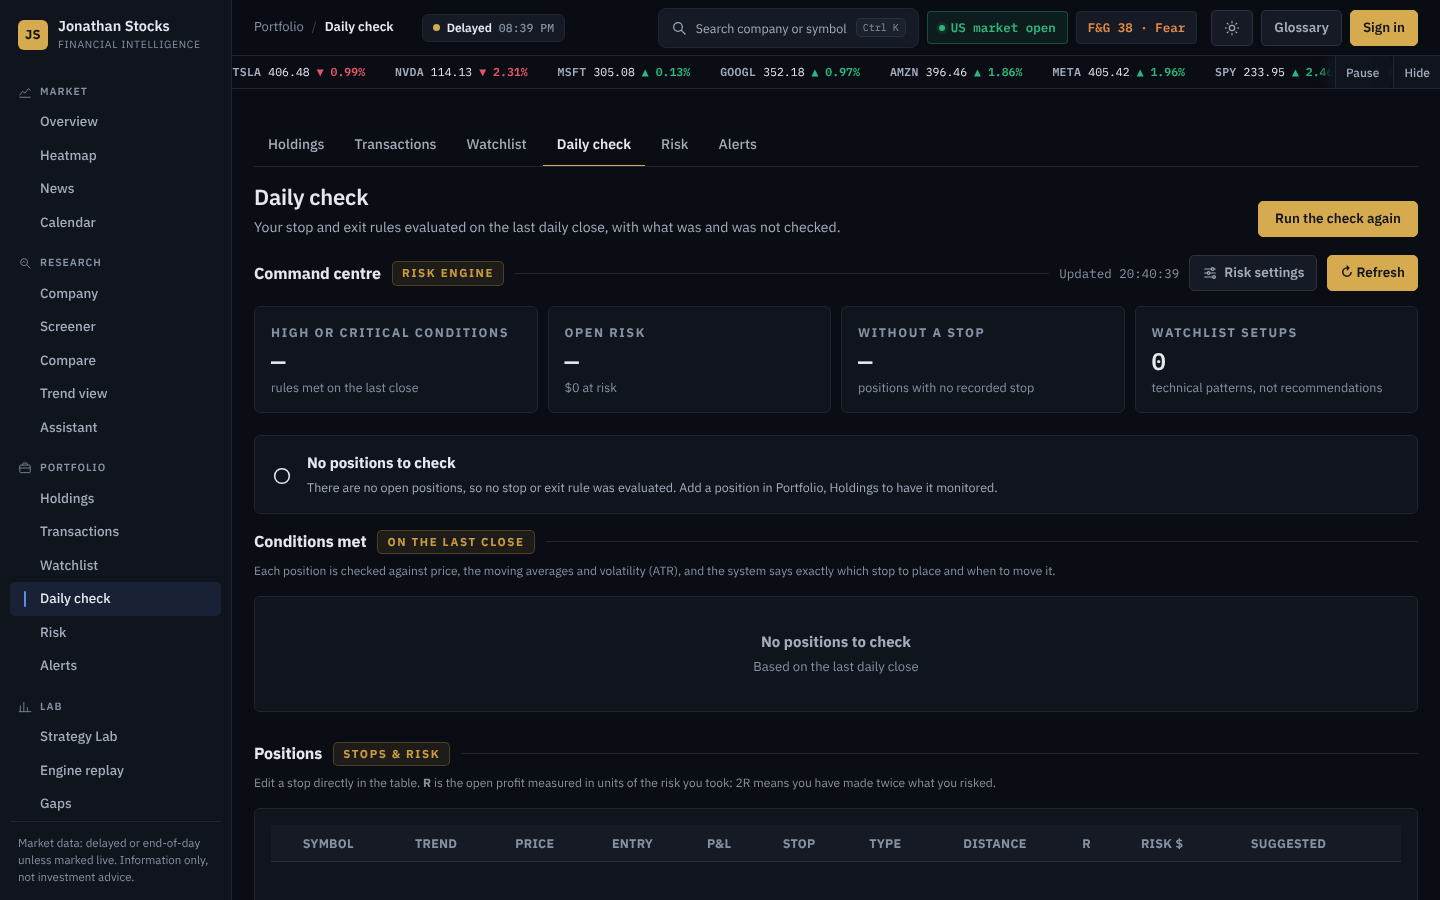 JS
Jonathan Stocks
FINANCIAL INTELLIGENCE
MARKET
Overview
Heatmap
News
Calendar
RESEARCH
Company
Screener
Compare
Trend view
Assistant
PORTFOLIO
Holdings
Transactions
Watchlist
Daily check
Risk
Alerts
LAB
Strategy Lab
Engine replay
Gaps
Market data: delayed or end-of-day
unless marked live. Information only,
not investment advice.
Portfolio / Daily check
Delayed 08:39 PM
Search company or symbol Ctrl K
US market open
F&G 38 · Fear
Glossary
Sign in
TSLA 406.48 ▼ 0.99% NVDA 114.13 ▼ 2.31% MSFT 305.08 ▲ 0.13% GOOGL 352.18 ▲ 0.97% AMZN 396.46 ▲ 1.86% META 405.42 ▲ 1.96% SPY 233.95 ▲
Pause
Hide
Holdings Transactions Watchlist Daily check Risk Alerts
Daily check
Your stop and exit rules evaluated on the last daily close, with what was and was not checked.
Run the check again
Command centre RISK ENGINE
Updated 20:40:39
Risk settings
↻ Refresh
HIGH OR CRITICAL CONDITIONS
—
rules met on the last close
OPEN RISK
—
$0 at risk
WITHOUT A STOP
—
positions with no recorded stop
WATCHLIST SETUPS
0
technical patterns, not recommendations
No positions to check
There are no open positions, so no stop or exit rule was evaluated. Add a position in Portfolio, Holdings to have it monitored.
Conditions met ON THE LAST CLOSE
Each position is checked against price, the moving averages and volatility (ATR), and the system says exactly which stop to place and when to move it.
No positions to check
Based on the last daily close
Positions STOPS & RISK
Edit a stop directly in the table. R is the open profit measured in units of the risk you took: 2R means you have made twice what you risked.
SYMBOL TREND PRICE ENTRY P&L STOP TYPE DISTANCE R RISK $ SUGGESTED